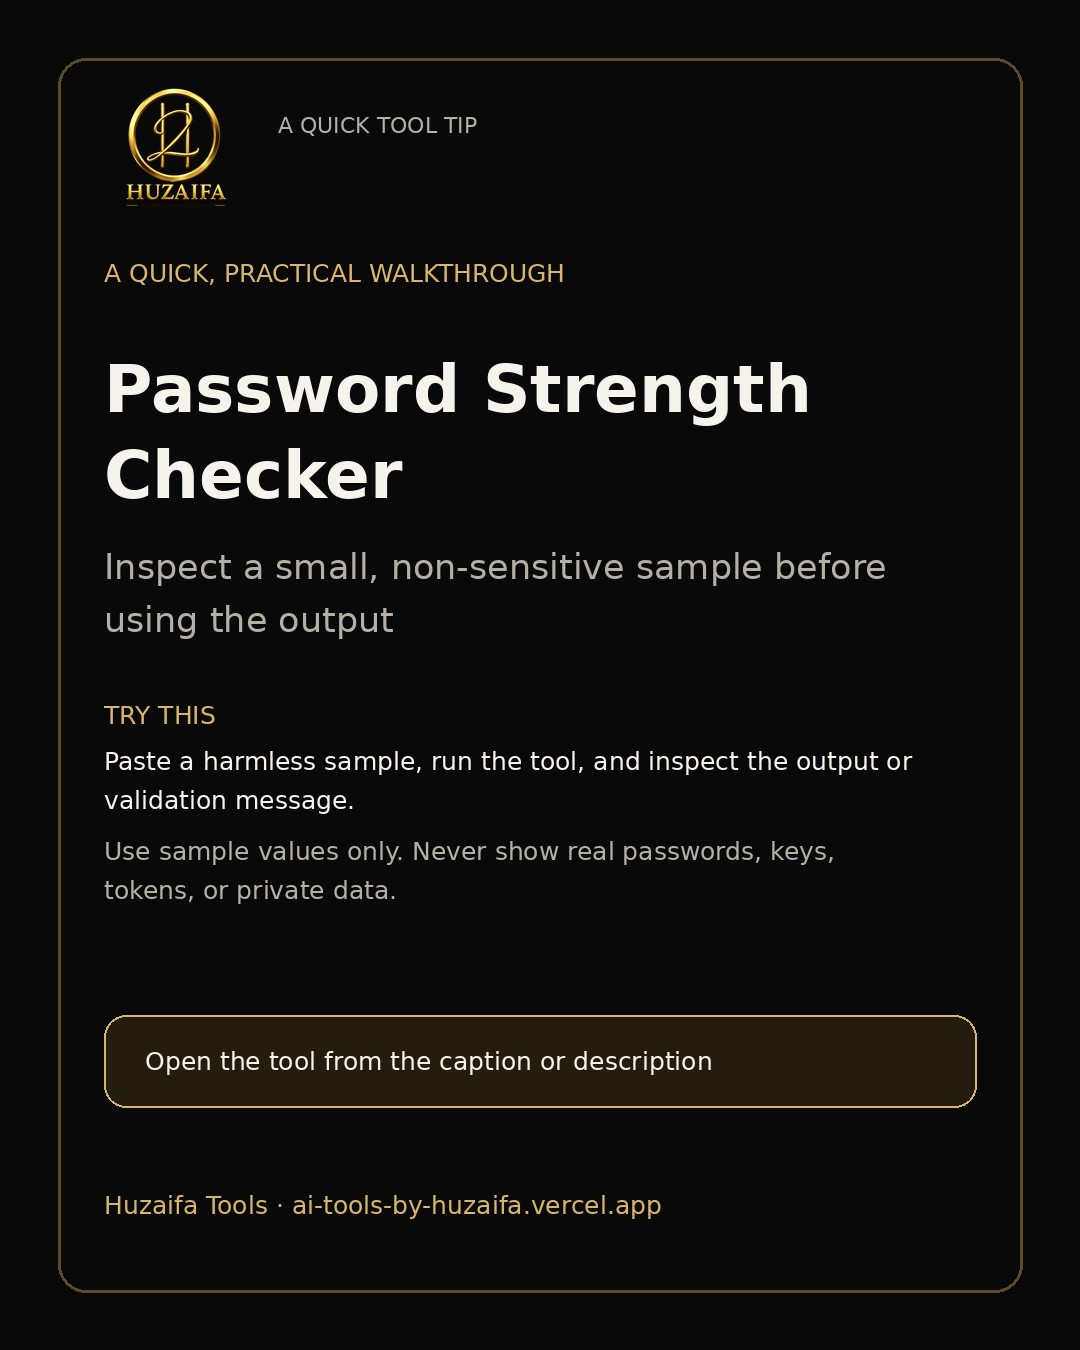 HUZAIFA
A QUICK TOOL TIP
A QUICK, PRACTICAL WALKTHROUGH
Password Strength
Checker
Inspect a small, non-sensitive sample before
using the output
TRY THIS
Paste a harmless sample, run the tool, and inspect the output or
validation message.
Use sample values only. Never show real passwords, keys,
tokens, or private data.
Open the tool from the caption or description
Huzaifa Tools · ai-tools-by-huzaifa.vercel.app